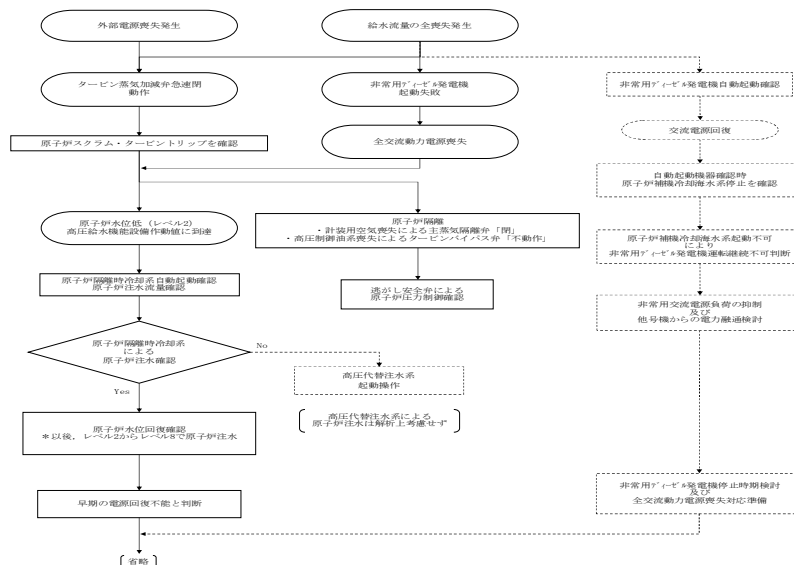 外部電源喪失発生
給水流量の全喪失発生
タービン蒸気加減弁急速閉
動作
非常用ディーゼル発電機
起動失敗
非常用ディーゼル発電機自動起動確認
原子炉スクラム・タービントリップを確認
全交流動力電源喪失
交流電源回復
自動起動機器確認時
原子炉補機冷却海水系停止を確認
原子炉水位低（レベル2）
高圧給水機能設備作動値に到達
原子炉隔離
・計装用空気喪失による主蒸気隔離弁「閉」
・高圧制御油系喪失によるタービンバイパス弁「不動作」
原子炉補機冷却海水系起動不可
により
非常用ディーゼル発電機運転継続不可判断
原子炉隔離時冷却系自動起動確認
原子炉注水流量確認
逃がし安全弁による
原子炉圧力制御確認
非常用交流電源負荷の抑制
及び
他号機からの電力融通検討
原子炉隔離時冷却系
による
原子炉注水確認
No
Yes
高圧代替注水系
起動操作
高圧代替注水系による
原子炉注水は解析上考慮せず
原子炉水位回復確認
＊以後，レベル2からレベル8で原子炉注水
早期の電源回復不能と判断
非常用ディーゼル発電機停止時期検討
及び
全交流動力電源喪失対応準備
省略